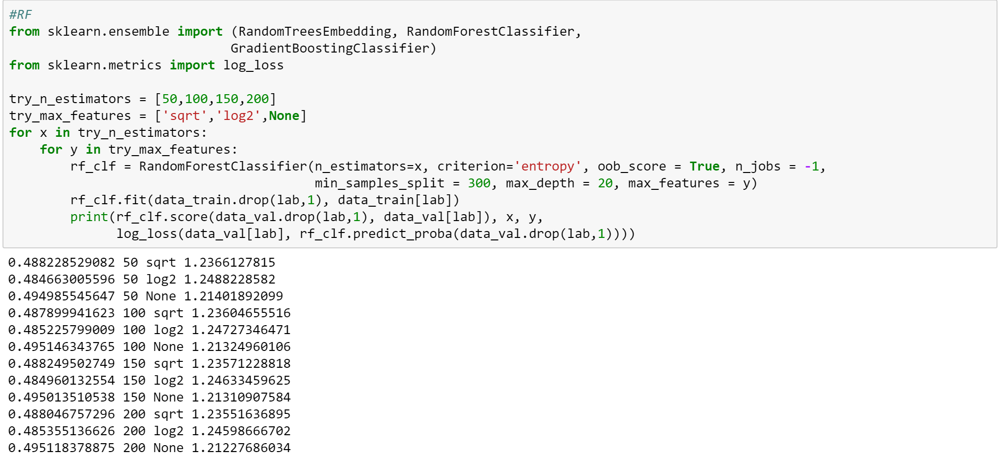 #RF
from sklearn.ensemble import (RandomTreesEmbedding, RandomForestClassifier,
                             GradientBoostingClassifier)
from sklearn.metrics import log_loss

try_n_estimators = [50,100,150,200]
try_max_features = ['sqrt','log2',None]
for x in try_n_estimators:
    for y in try_max_features:
        rf_clf = RandomForestClassifier(n_estimators=x, criterion='entropy', oob_score = True, n_jobs = -1,
                                        min_samples_split = 300, max_depth = 20, max_features = y)
        rf_clf.fit(data_train.drop(lab,1), data_train[lab])
        print(rf_clf.score(data_val.drop(lab,1), data_val[lab]), x, y,
              log_loss(data_val[lab], rf_clf.predict_proba(data_val.drop(lab,1))))
0.488228529082 50 sqrt 1.2366127815
0.484663005596 50 log2 1.2488228582
0.494985545647 50 None 1.21401892099
0.487899941623 100 sqrt 1.23604655516
0.485225799009 100 log2 1.24727346471
0.495146343765 100 None 1.21324960106
0.488249502749 150 sqrt 1.23571228818
0.484960132554 150 log2 1.24633459625
0.495013510538 150 None 1.21310907584
0.488046757296 200 sqrt 1.23551636895
0.485355136626 200 log2 1.24598666702
0.495118378875 200 None 1.21227686034